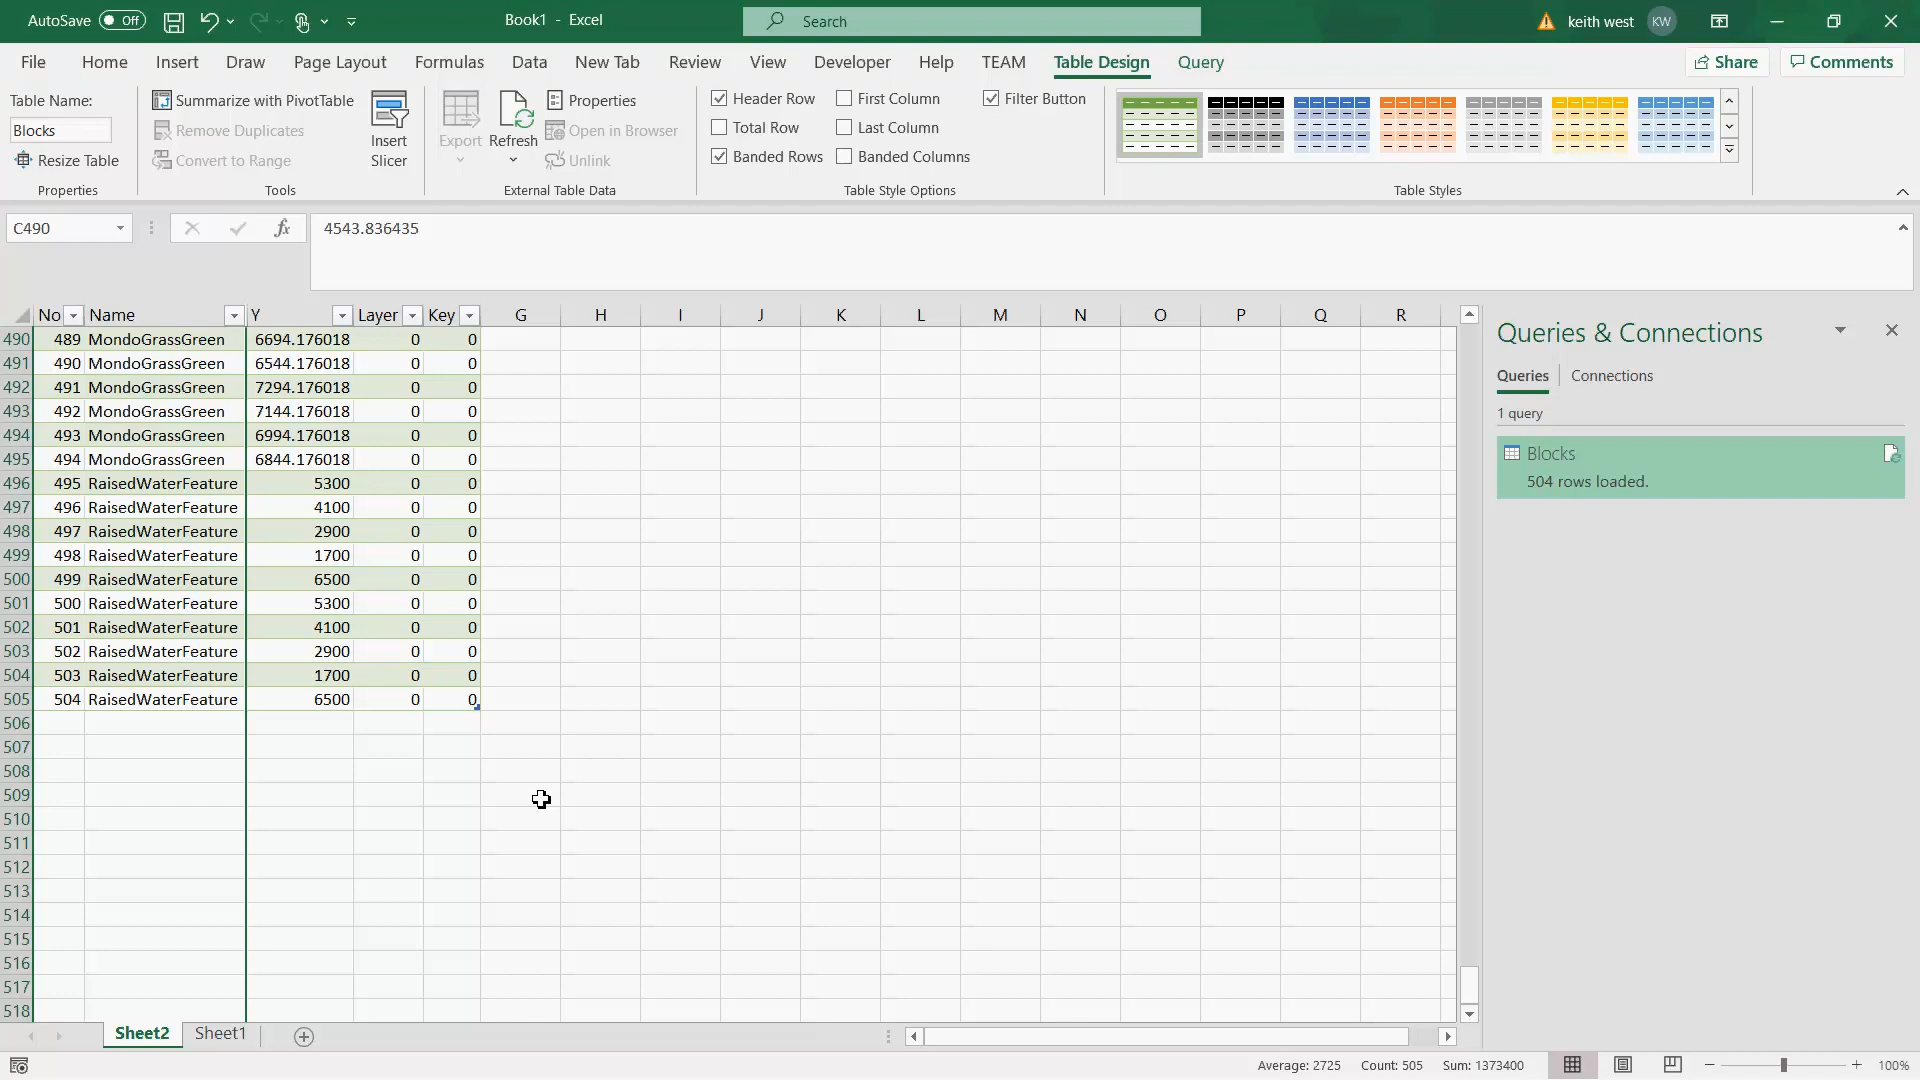 AutoSave Off Book1 - Excel Search keith west KW
File Home Insert Draw Page Layout Formulas Data New Tab Review View Developer Help TEAM Table Design Query Share Comments
Table Name:
Blocks
Resize Table
Properties
Summarize with PivotTable
Remove Duplicates
Convert to Range
Tools
Insert
Slicer
Export
Refresh
Properties
Open in Browser
Unlink
External Table Data
Header Row First Column Filter Button
Total Row Last Column
Banded Rows Banded Columns
Table Style Options
Table Styles
C490 fx 4543.836435
No Name Y Layer Key G H I J K L M N O P Q R
490 489 MondoGrassGreen 6694.176018 0 0
491 490 MondoGrassGreen 6544.176018 0 0
492 491 MondoGrassGreen 7294.176018 0 0
493 492 MondoGrassGreen 7144.176018 0 0
494 493 MondoGrassGreen 6994.176018 0 0
495 494 MondoGrassGreen 6844.176018 0 0
496 495 RaisedWaterFeature 5300 0 0
497 496 RaisedWaterFeature 4100 0 0
498 497 RaisedWaterFeature 2900 0 0
499 498 RaisedWaterFeature 1700 0 0
500 499 RaisedWaterFeature 6500 0 0
501 500 RaisedWaterFeature 5300 0 0
502 501 RaisedWaterFeature 4100 0 0
503 502 RaisedWaterFeature 2900 0 0
504 503 RaisedWaterFeature 1700 0 0
505 504 RaisedWaterFeature 6500 0 0
506
507
508
509
510
511
512
513
514
515
516
517
518
Queries & Connections
Queries Connections
1 query
Blocks
504 rows loaded.
Sheet2 Sheet1
Average: 2725 Count: 505 Sum: 1373400 100%